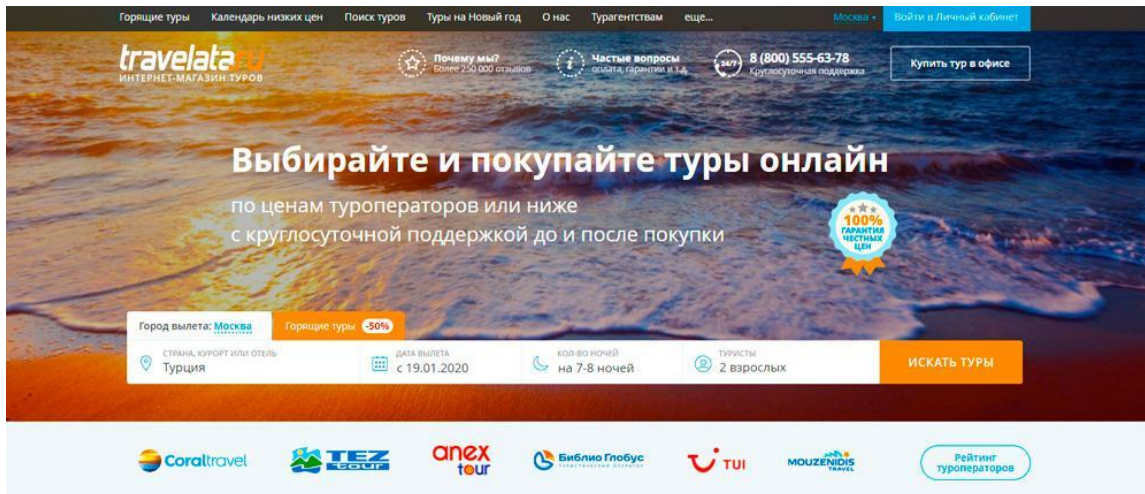 Горящие туры Календарь низких цен Поиск туров Туры на Новый год О нас Турагентствам еще... Москва Войти в Личный кабинет
travelata.ru
ИНТЕРНЕТ-МАГАЗИН ТУРОВ
Почему мы?
Более 250 000 отзывов
Частые вопросы
оплата, гарантии и т.д.
24/7
8 (800) 555-63-78
Круглосуточная поддержка
Купить тур в офисе
Выбирайте и покупайте туры онлайн
по ценам туроператоров или ниже
с круглосуточной поддержкой до и после покупки
100%
ГАРАНТИЯ
ЧЕСТНЫХ
ЦЕН
Город вылета: Москва
Горящие туры -50%
СТРАНА, КУРОРТ ИЛИ ОТЕЛЬ
Турция
ДАТА ВЫЛЕТА
с 19.01.2020
КОЛ-ВО НОЧЕЙ
на 7-8 ночей
ТУРИСТЫ
2 взрослых
ИСКАТЬ ТУРЫ
Coraltravel
TEZ
TOUR
anex
tour
Библио Глобус
ТУРИСТИЧЕСКИЙ ОПЕРАТОР
TUI
MOUZENIDIS
TRAVEL
Рейтинг
туроператоров